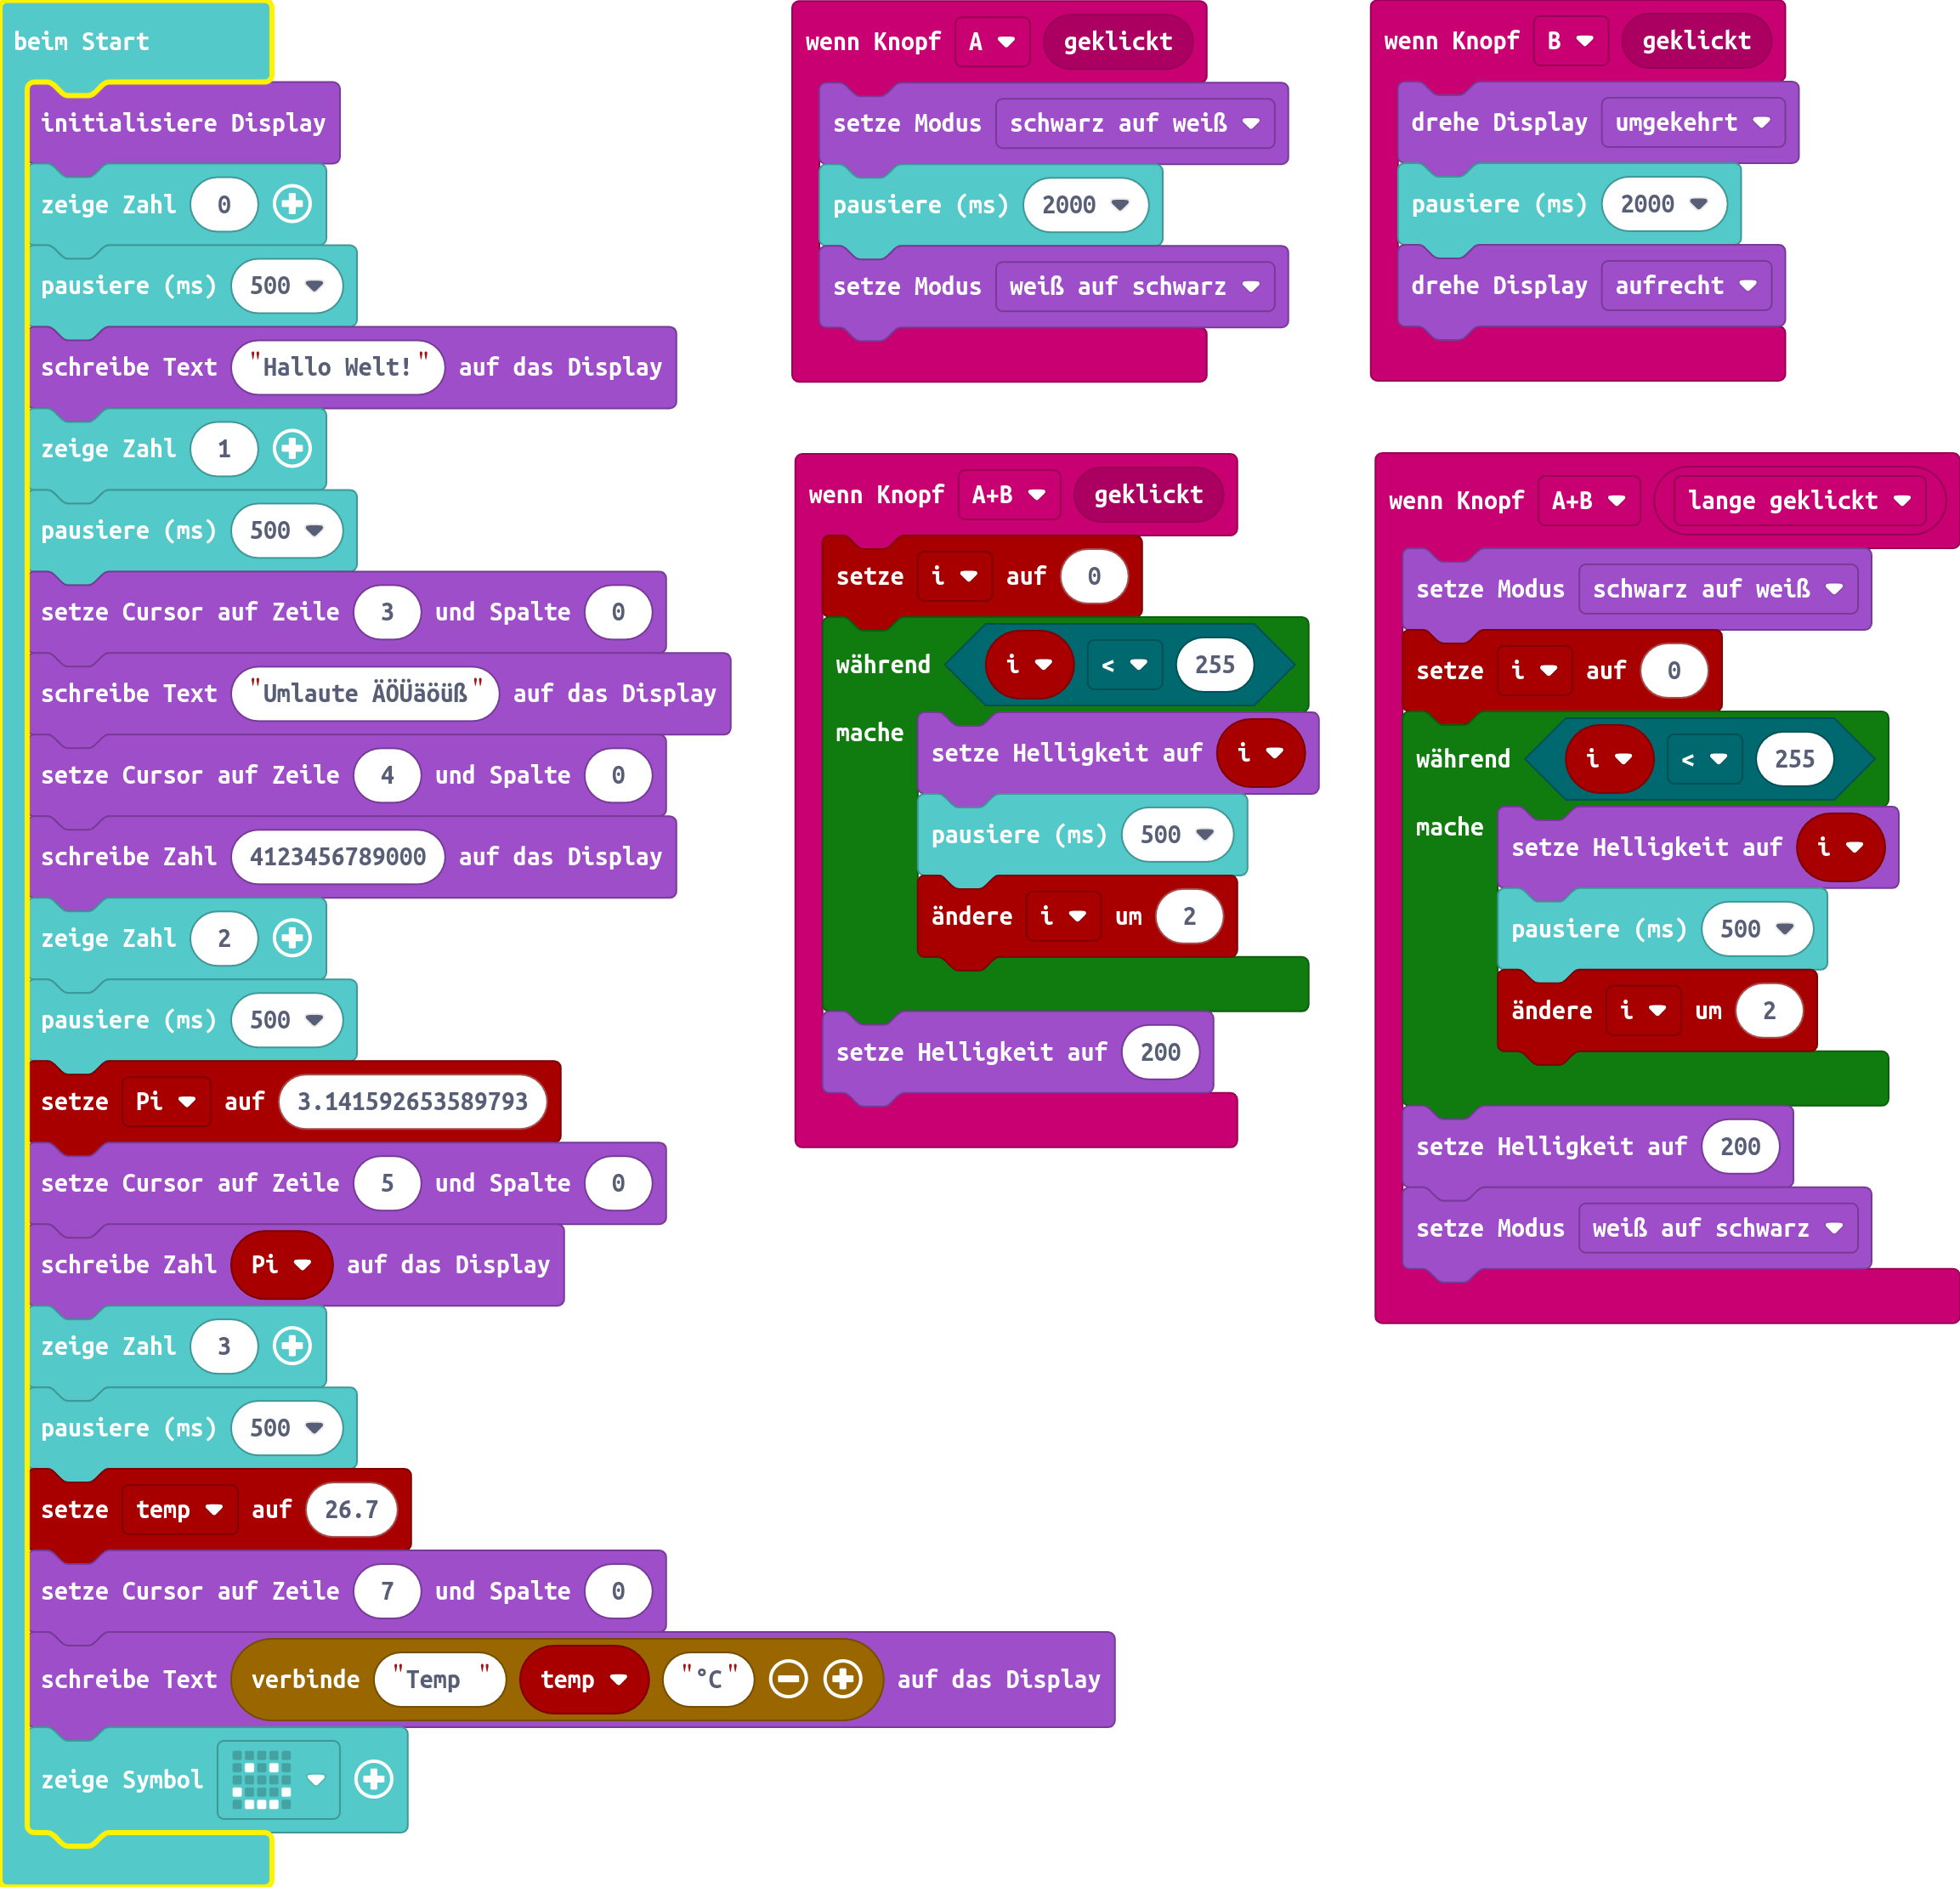 beim Start
initialisiere Display
zeige Zahl 0
pausiere (ms) 500
schreibe Text "Hallo Welt!" auf das Display
zeige Zahl 1
pausiere (ms) 500
setze Cursor auf Zeile 3 und Spalte 0
schreibe Text "Umlaute ÄÖÜäöüß" auf das Display
setze Cursor auf Zeile 4 und Spalte 0
schreibe Zahl 4123456789000 auf das Display
zeige Zahl 2
pausiere (ms) 500
setze Pi auf 3.141592653589793
setze Cursor auf Zeile 5 und Spalte 0
schreibe Zahl Pi auf das Display
zeige Zahl 3
pausiere (ms) 500
setze temp auf 26.7
setze Cursor auf Zeile 7 und Spalte 0
schreibe Text verbinde "Temp " temp "°C" auf das Display
zeige Symbol
wenn Knopf A geklickt
setze Modus schwarz auf weiß
pausiere (ms) 2000
setze Modus weiß auf schwarz
wenn Knopf B geklickt
drehe Display umgekehrt
pausiere (ms) 2000
drehe Display aufrecht
wenn Knopf A+B geklickt
setze i auf 0
während i < 255
mache
setze Helligkeit auf i
pausiere (ms) 500
ändere i um 2
setze Helligkeit auf 200
wenn Knopf A+B lange geklickt
setze Modus schwarz auf weiß
setze i auf 0
während i < 255
mache
setze Helligkeit auf i
pausiere (ms) 500
ändere i um 2
setze Helligkeit auf 200
setze Modus weiß auf schwarz